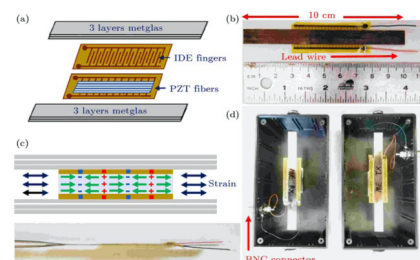 (a)
3 layers metglas
IDE fingers
PZT fibers
3 layers metglas
(b)
10 cm
Lead wire
(c)
Strain
(d)
BNC connector